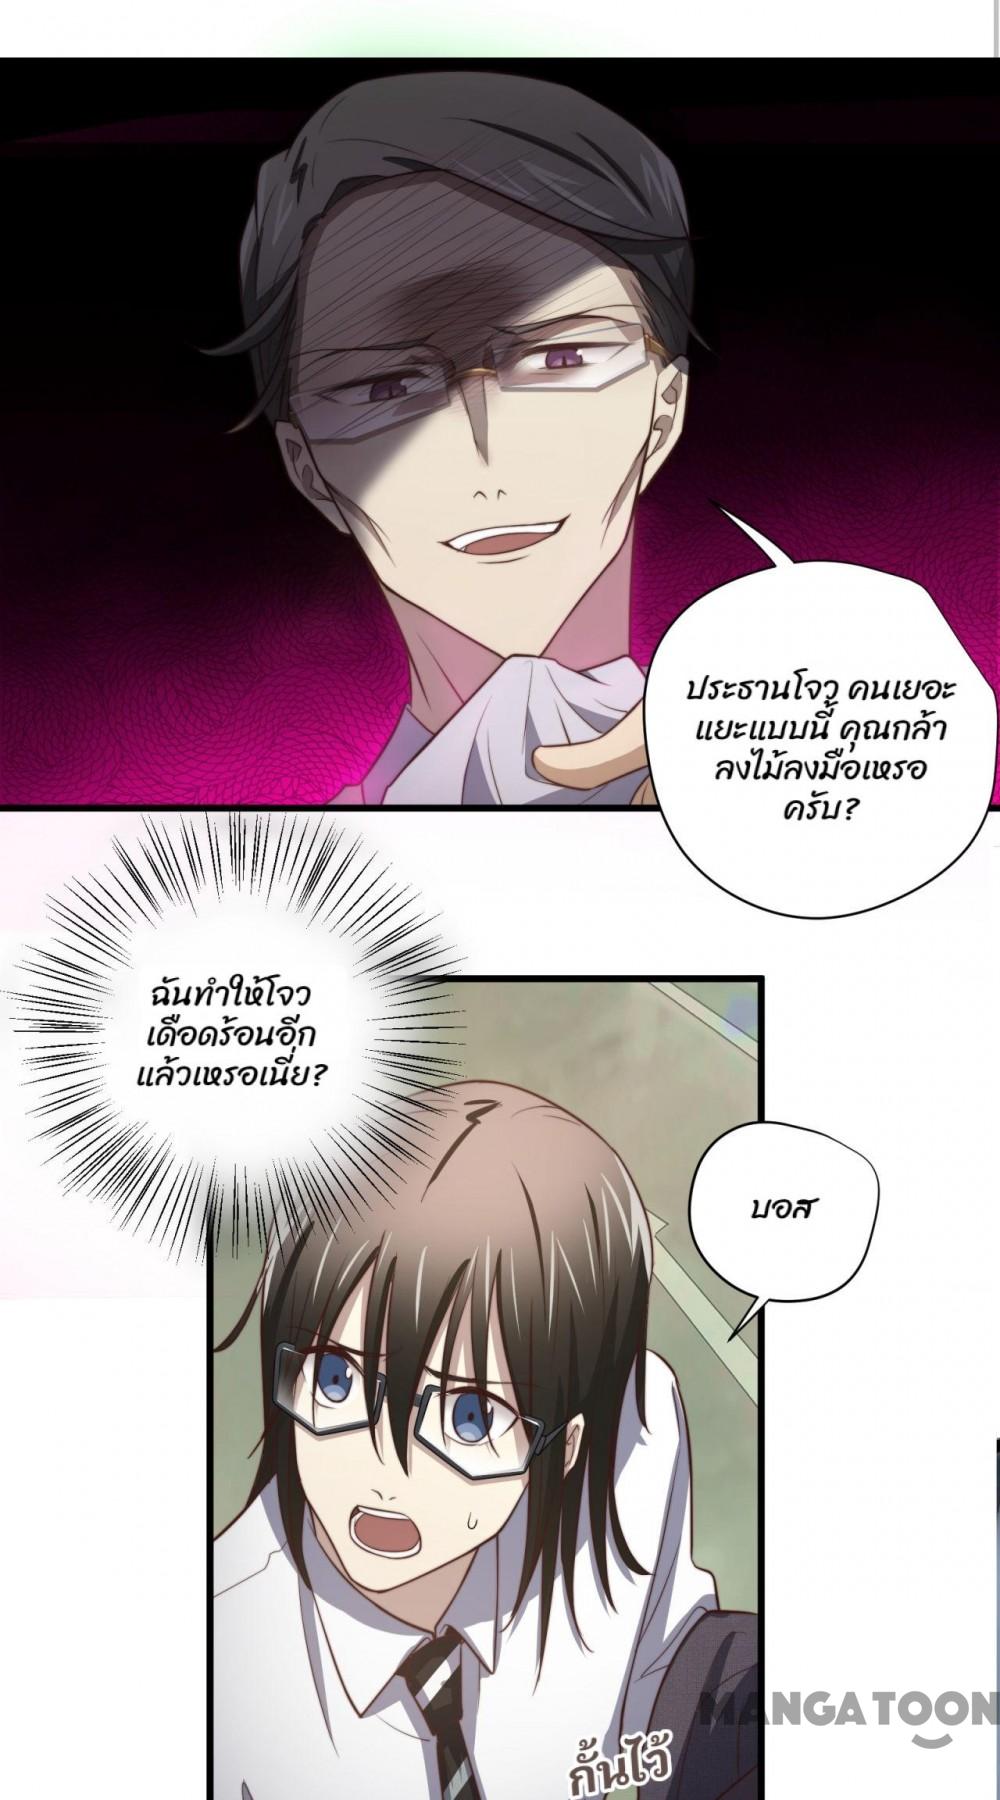 ประธานโจว คนเยอะ
แยะแบบนี้ คุณกล้า
ลงไม้ลงมือเหรอ
ครับ?
ฉันทำให้โจว
เดือดร้อนอีก
แล้วเหรอเนี่ย?
บอส
MANGATOON
กั้นไว้